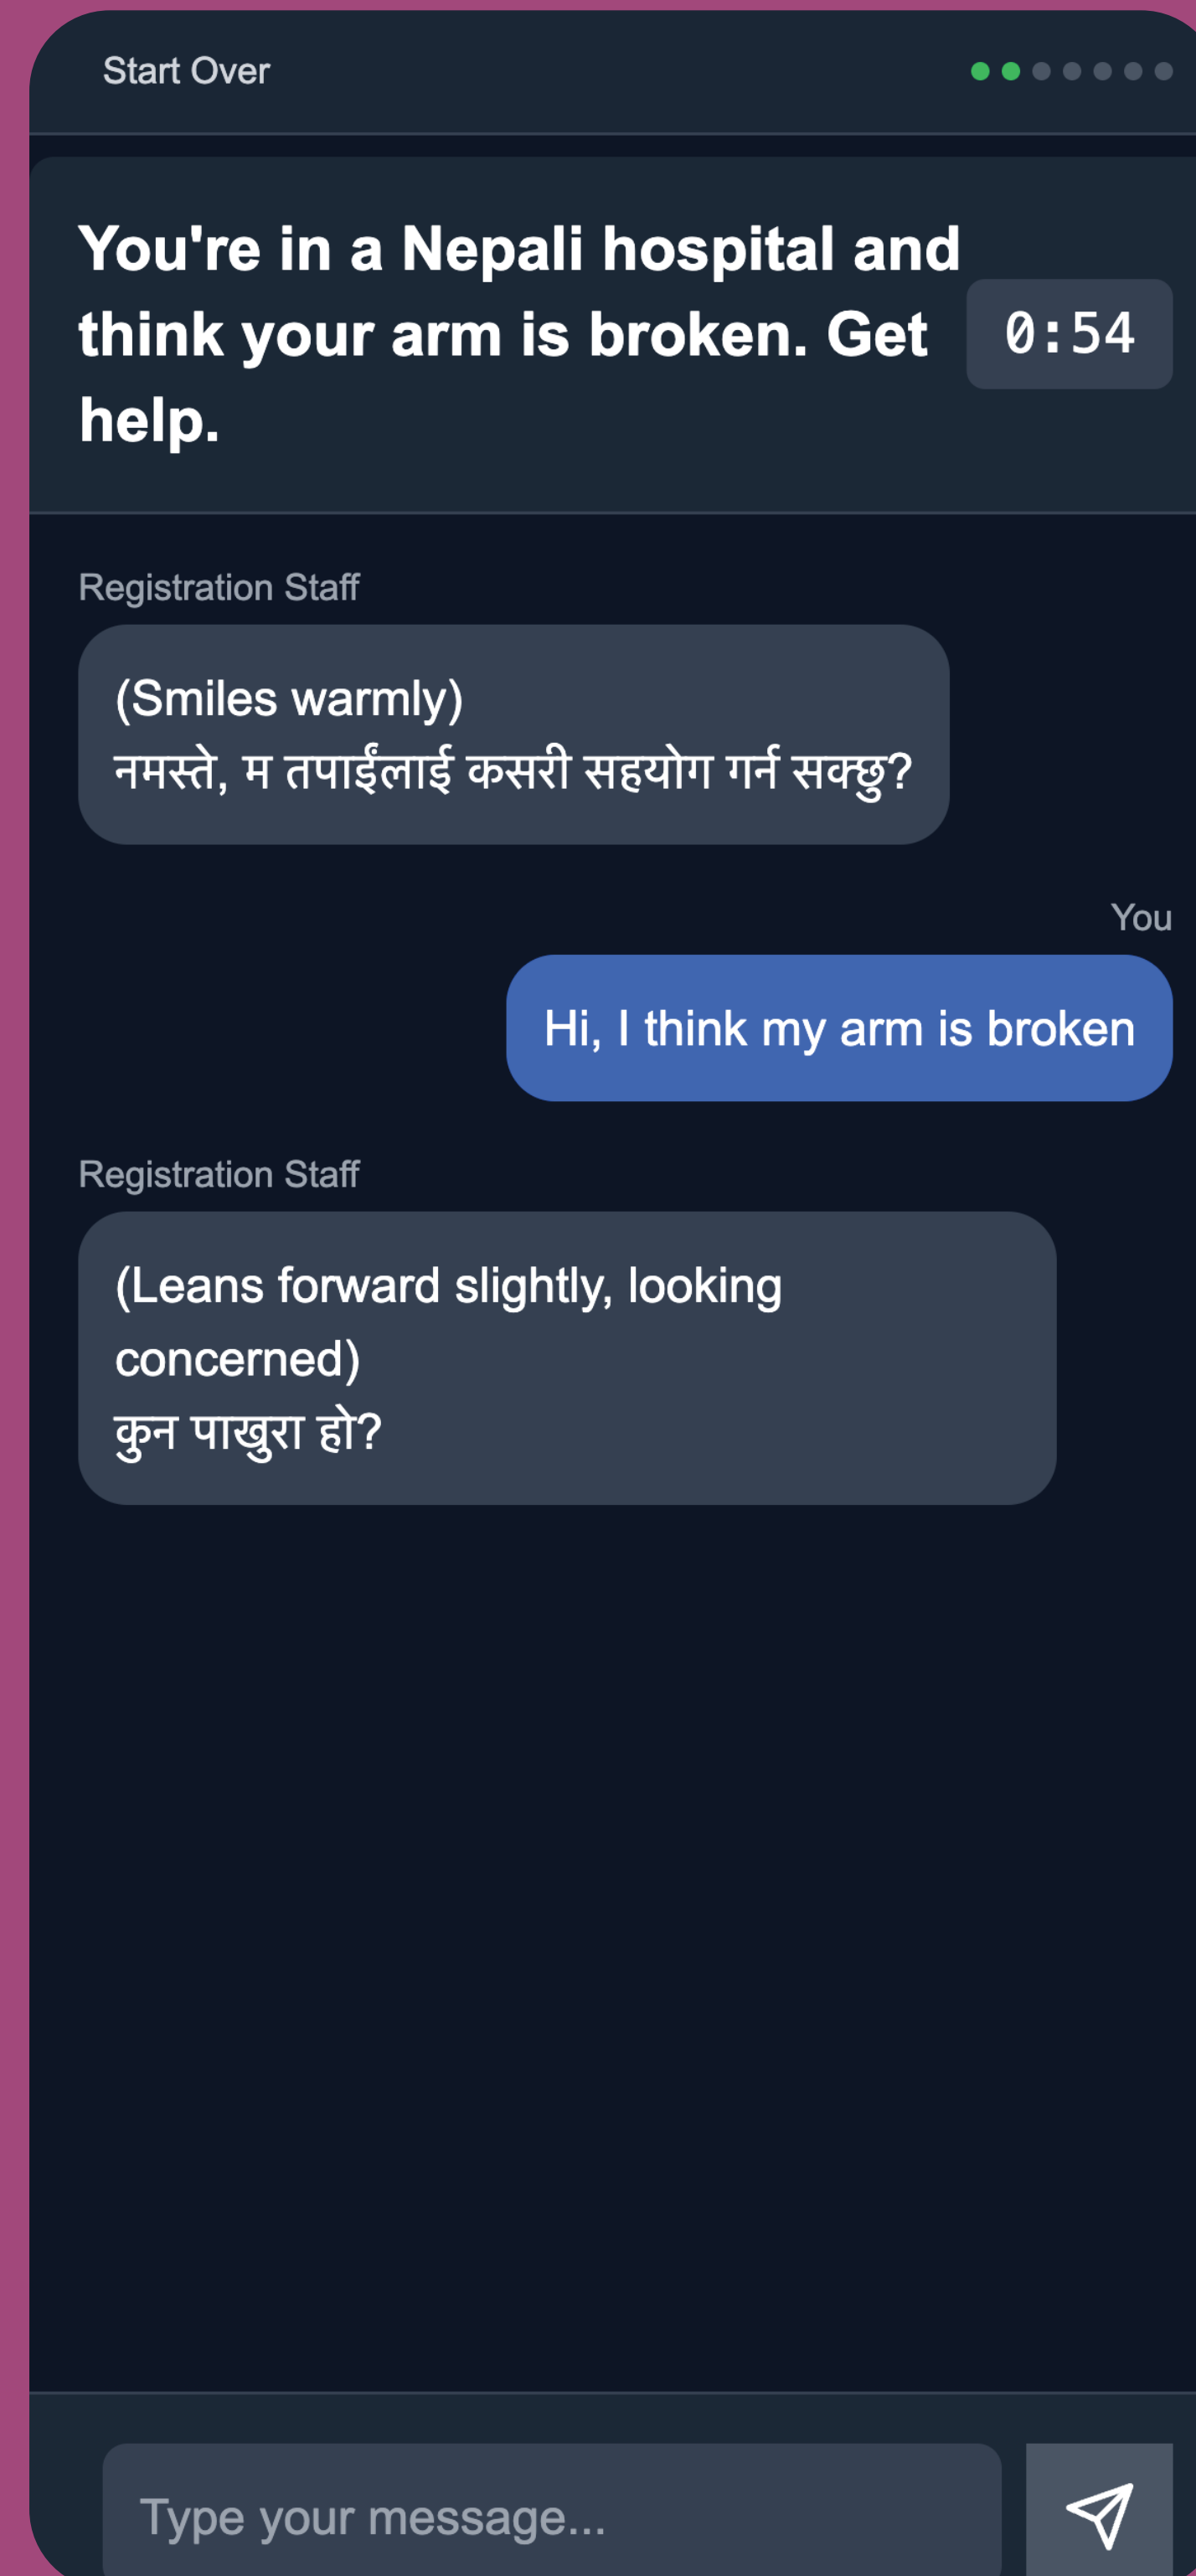 Start Over
You're in a Nepali hospital and
think your arm is broken. Get
help.
0:54
Registration Staff
(Smiles warmly)
नमस्ते, म तपाईंलाई कसरी सहयोग गर्न सक्छु?
You
Hi, I think my arm is broken
Registration Staff
(Leans forward slightly, looking
concerned)
कुन पाखुरा हो?
Type your message...